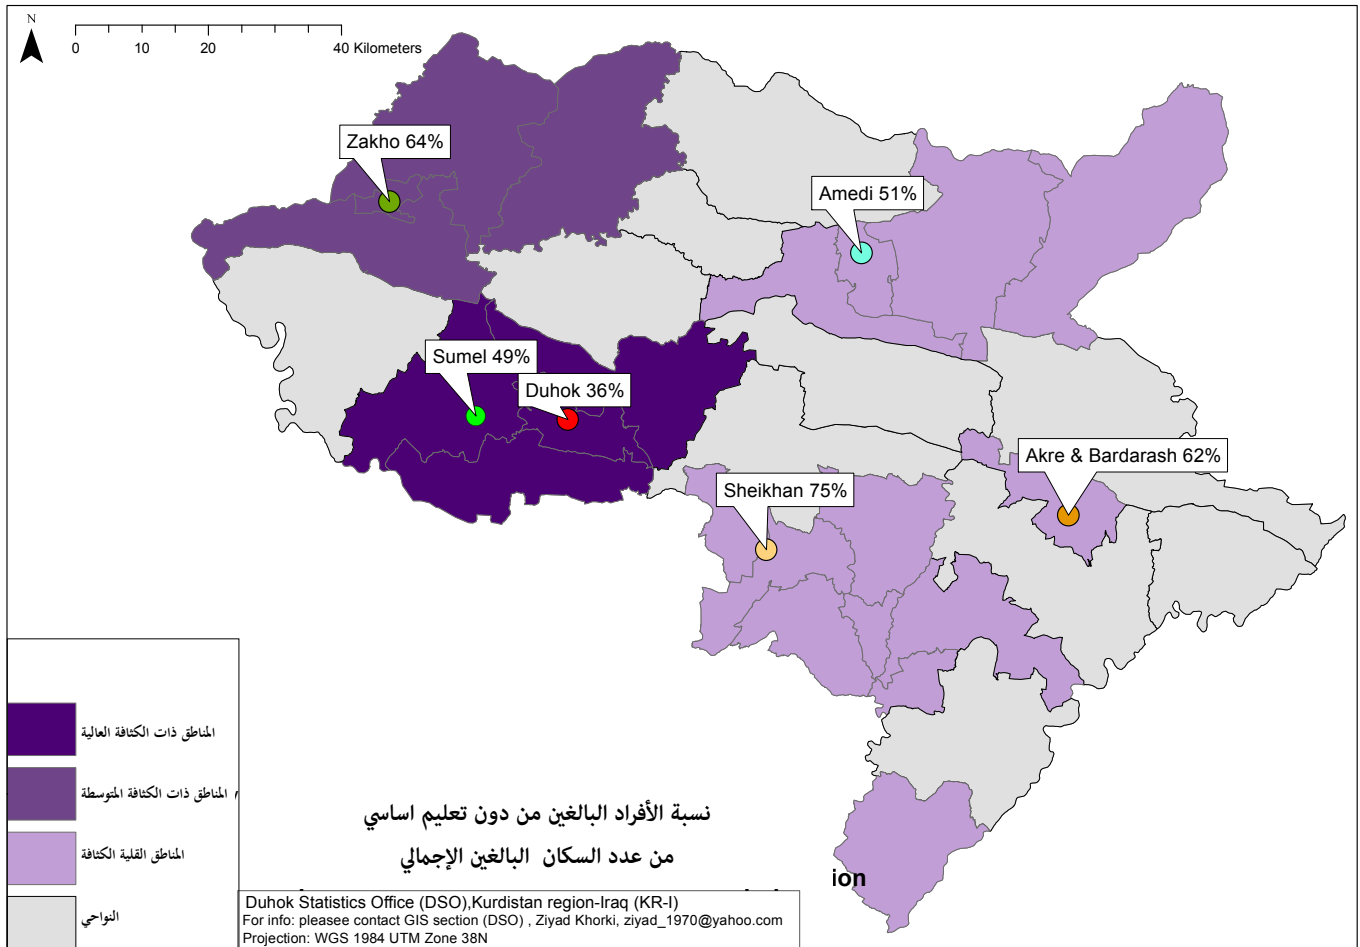 N
0 10 20 40 Kilometers
Zakho 64%
Amedi 51%
Sumel 49%
Duhok 36%
Akre & Bardarash 62%
Sheikhan 75%
المناطق ذات الكثافة العالية
المناطق ذات الكثافة المتوسطة
المناطق القلية الكثافة
النواحي
نسبة الأفراد البالغين من دون تعليم اساسي
من عدد السكان البالغين الإجمالي
ion
Duhok Statistics Office (DSO),Kurdistan region-Iraq (KR-I)
For info: pleasee contact GIS section (DSO) , Ziyad Khorki, ziyad_1970@yahoo.com
Projection: WGS 1984 UTM Zone 38N